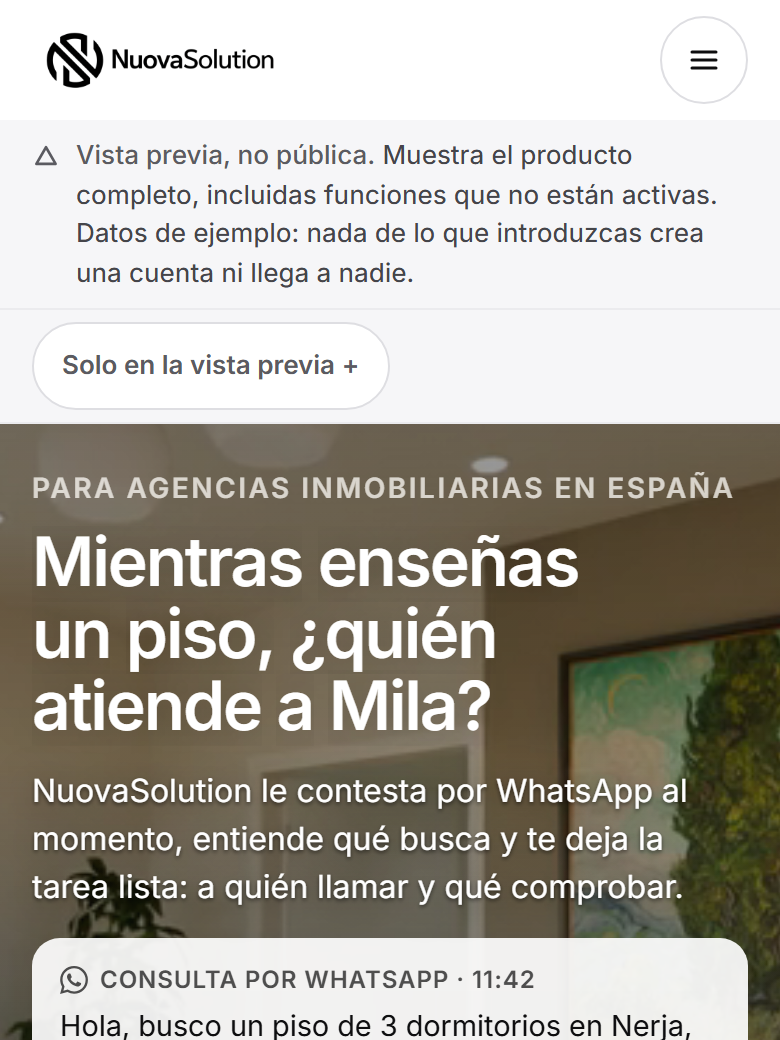 NuovaSolution
Vista previa, no pública. Muestra el producto
completo, incluidas funciones que no están activas.
Datos de ejemplo: nada de lo que introduzcas crea
una cuenta ni llega a nadie.
Solo en la vista previa +
PARA AGENCIAS INMOBILIARIAS EN ESPAÑA
Mientras enseñas
un piso, ¿quién
atiende a Mila?
NuovaSolution le contesta por WhatsApp al
momento, entiende qué busca y te deja la
tarea lista: a quién llamar y qué comprobar.
CONSULTA POR WHATSAPP · 11:42
Hola, busco un piso de 3 dormitorios en Nerja,